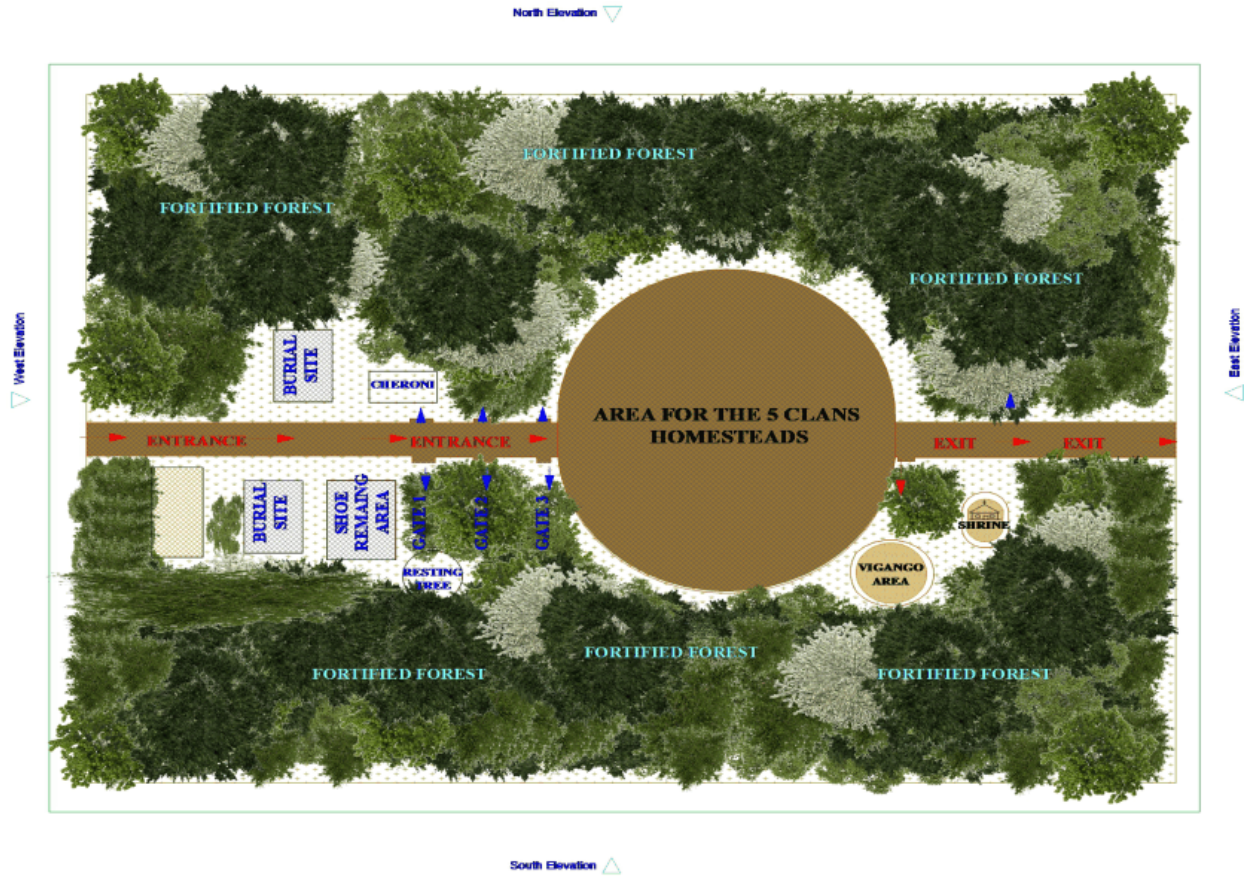 North Elevation
FORTIFIED FOREST
FORTIFIED FOREST
FORTIFIED FOREST
West Elevation
East Elevation
BURIAL
SITE
CHERONI
AREA FOR THE 5 CLANS
HOMESTEADS
ENTRANCE
ENTRANCE
EXIT
EXIT
BURIAL
SITE
SHOE
REMAING
AREA
GATE 1
GATE 2
GATE 3
SHRINE
RESTING
TREE
VIGANGO
AREA
FORTIFIED FOREST
FORTIFIED FOREST
FORTIFIED FOREST
South Elevation